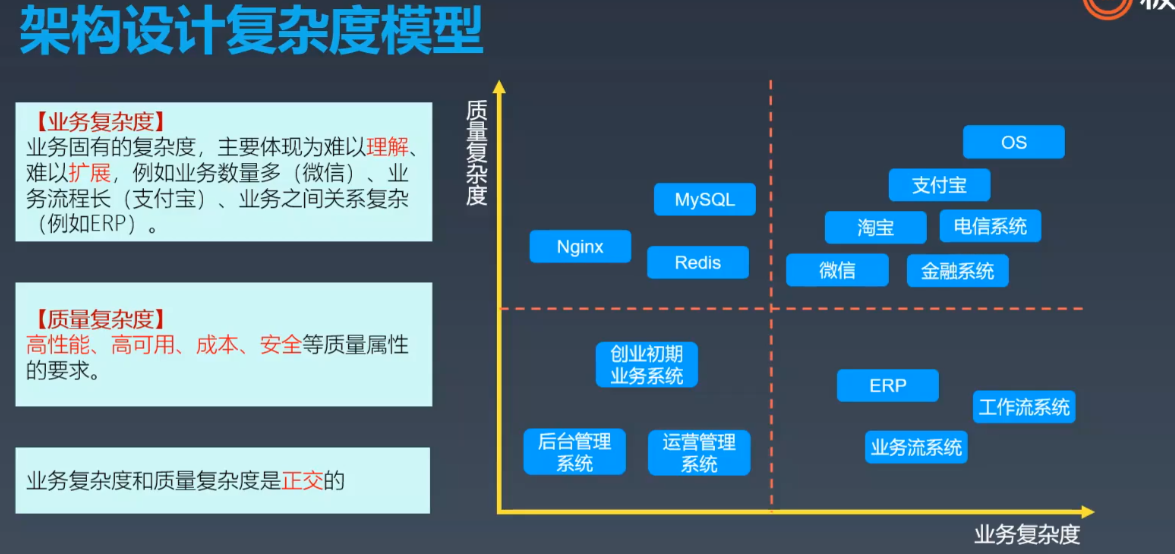 架构设计复杂度模型
【业务复杂度】
业务固有的复杂度，主要体现为难以理解、
难以扩展，例如业务数量多（微信）、业
务流程长（支付宝）、业务之间关系复杂
（例如ERP）。
【质量复杂度】
高性能、高可用、成本、安全等质量属性
的要求。
业务复杂度和质量复杂度是正交的
质量复杂度
OS
支付宝
MySQL
淘宝
电信系统
Nginx
Redis
微信
金融系统
创业初期
业务系统
ERP
工作流系统
后台管理
系统
运营管理
系统
业务流系统
业务复杂度